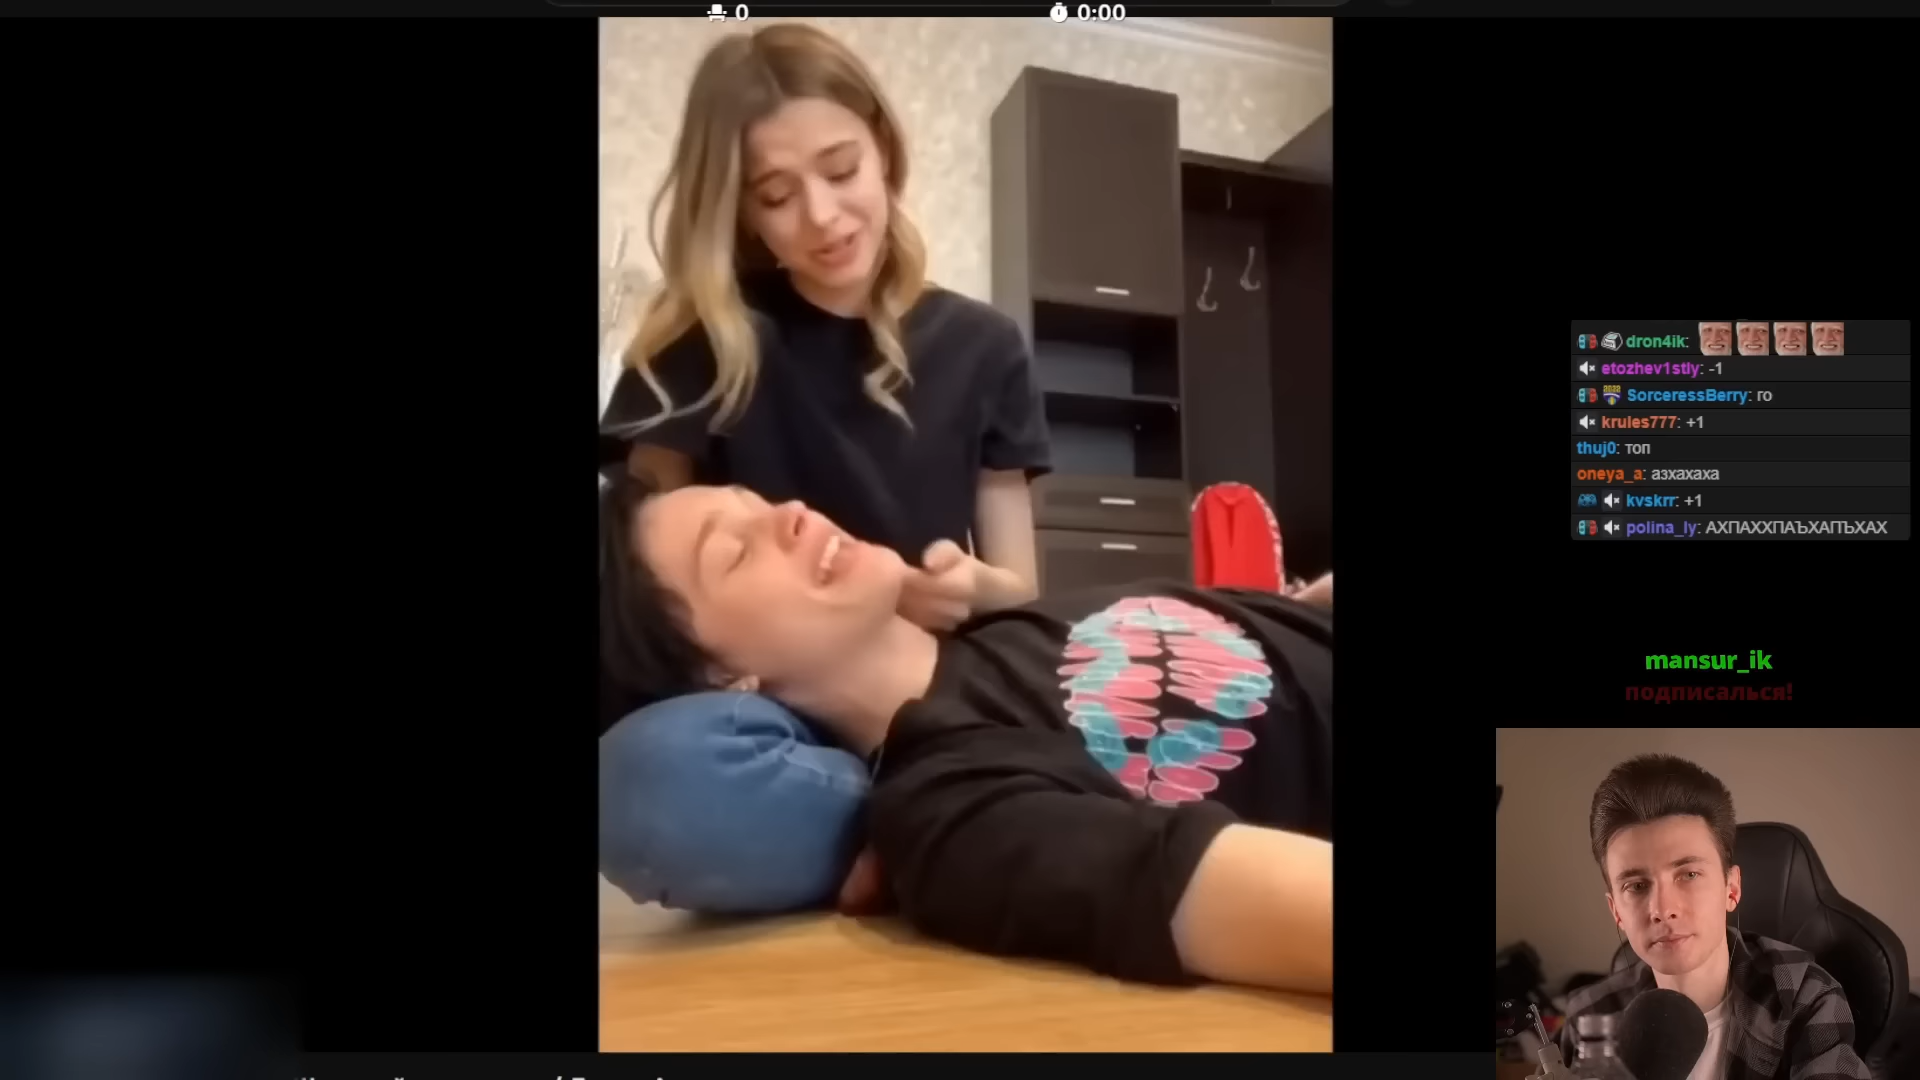 0
0:00
dron4ik:
etozhev1stly: -1
SorceressBerry: го
krules777: +1
thuj0: топ
oneya_a: азхахаха
kvskrr: +1
polina_ly: АХПАХХПАЪХАПЪХАХ
mansur_ik
подписалься!